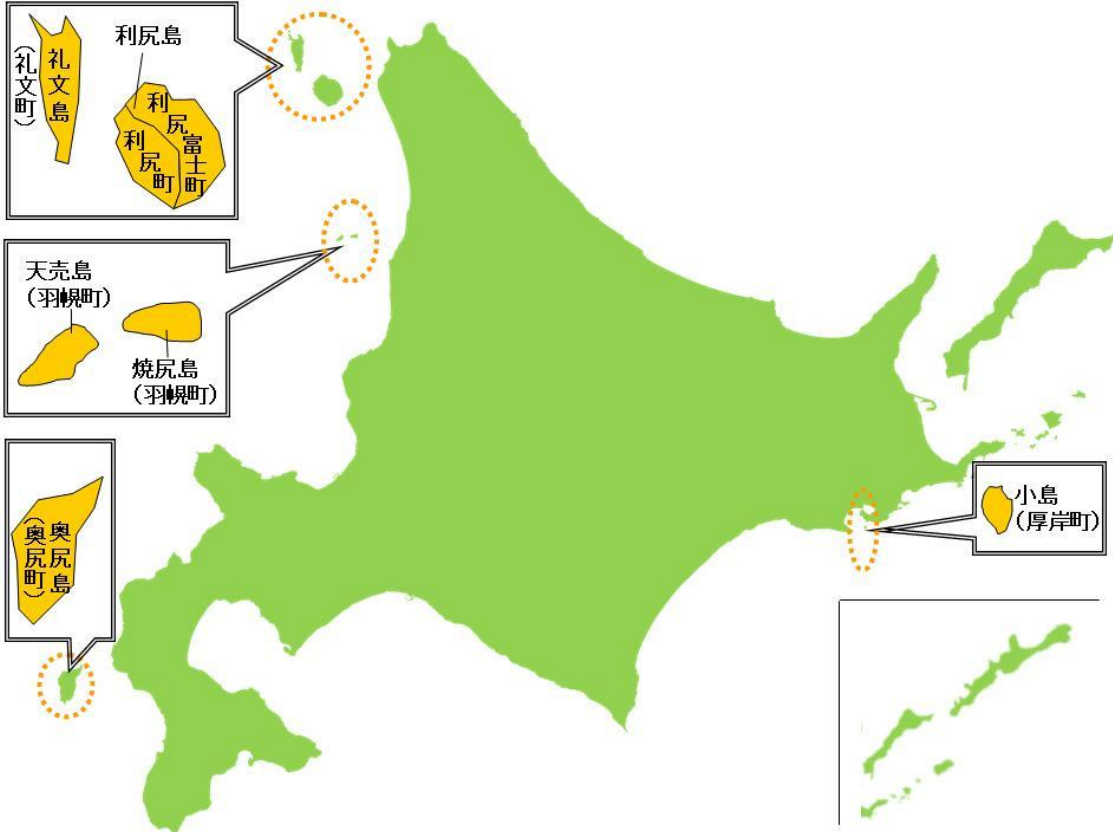 礼文島
(礼文町)
利尻島
利尻富士町
利尻町
天売島
(羽幌町)
焼尻島
(羽幌町)
奥尻島
(奥尻町)
小島
(厚岸町)